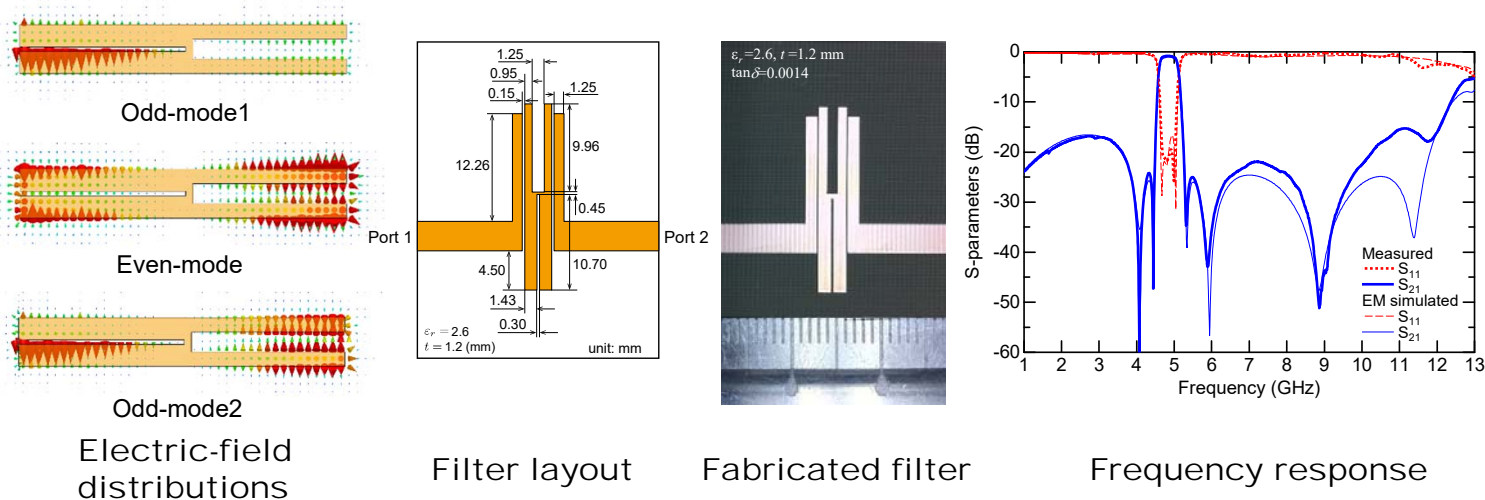 Odd-mode1
Even-mode
Odd-mode2
Electric-field
distributions
1.25
0.95
0.15
1.25
12.26
9.96
0.45
Port 1
Port 2
4.50
10.70
1.43
0.30
εr = 2.6
t = 1.2 (mm)
unit: mm
Filter layout
εr=2.6, t=1.2 mm
tanδ=0.0014
Fabricated filter
0
-10
-20
-30
-40
-50
-60
S-parameters (dB)
1 2 3 4 5 6 7 8 9 10 11 12 13
Frequency (GHz)
Measured
S11
S21
EM simulated
S11
S21
Frequency response